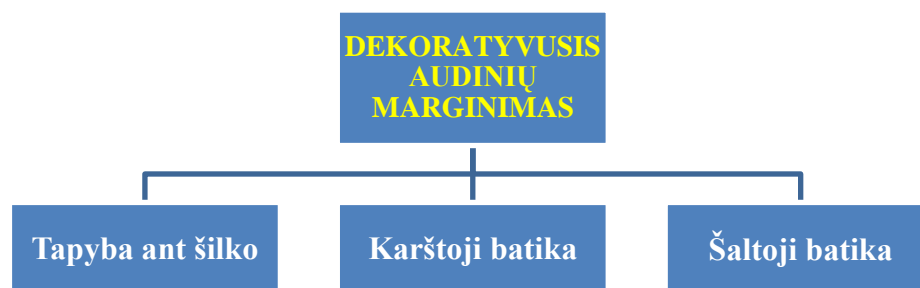 DEKORATYVUSIS
AUDINIŲ
MARGINIMAS
Tapyba ant šilko
Karštoji batika
Šaltoji batika